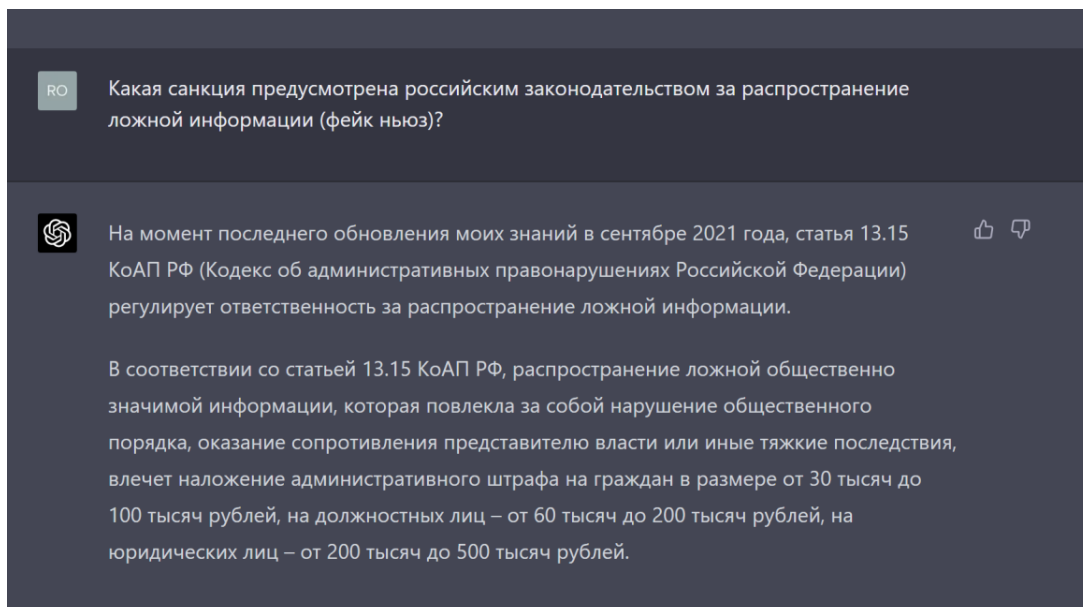 RO
Какая санкция предусмотрена российским законодательством за распространение
ложной информации (фейк ньюз)?
На момент последнего обновления моих знаний в сентябре 2021 года, статья 13.15
КоАП РФ (Кодекс об административных правонарушениях Российской Федерации)
регулирует ответственность за распространение ложной информации.
В соответствии со статьей 13.15 КоАП РФ, распространение ложной общественно
значимой информации, которая повлекла за собой нарушение общественного
порядка, оказание сопротивления представителю власти или иные тяжкие последствия,
влечет наложение административного штрафа на граждан в размере от 30 тысяч до
100 тысяч рублей, на должностных лиц – от 60 тысяч до 200 тысяч рублей, на
юридических лиц – от 200 тысяч до 500 тысяч рублей.